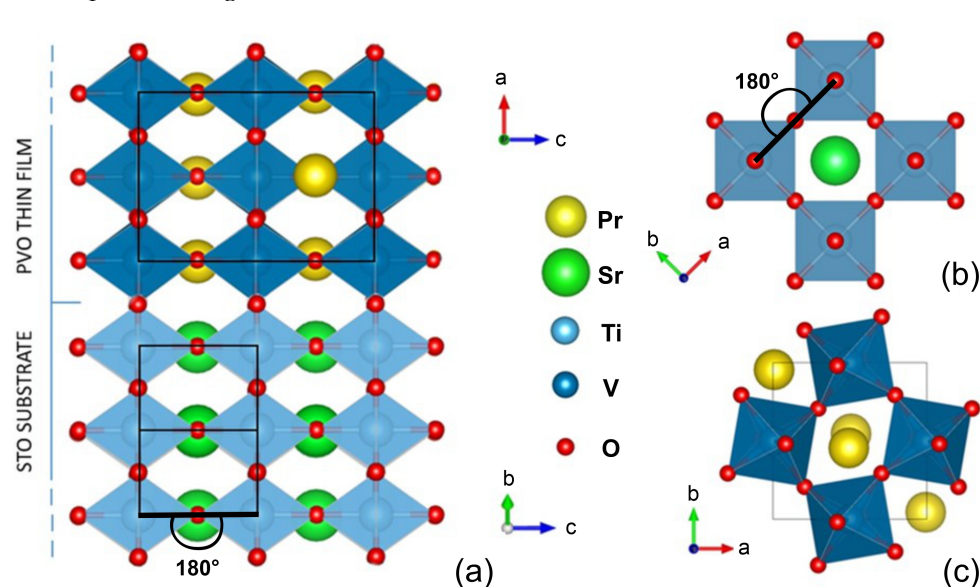 PVO THIN FILM
STO SUBSTRATE
a
c
b
c
180°
(a)
Pr
Sr
Ti
V
O
180°
b
a
(b)
b
a
(c)